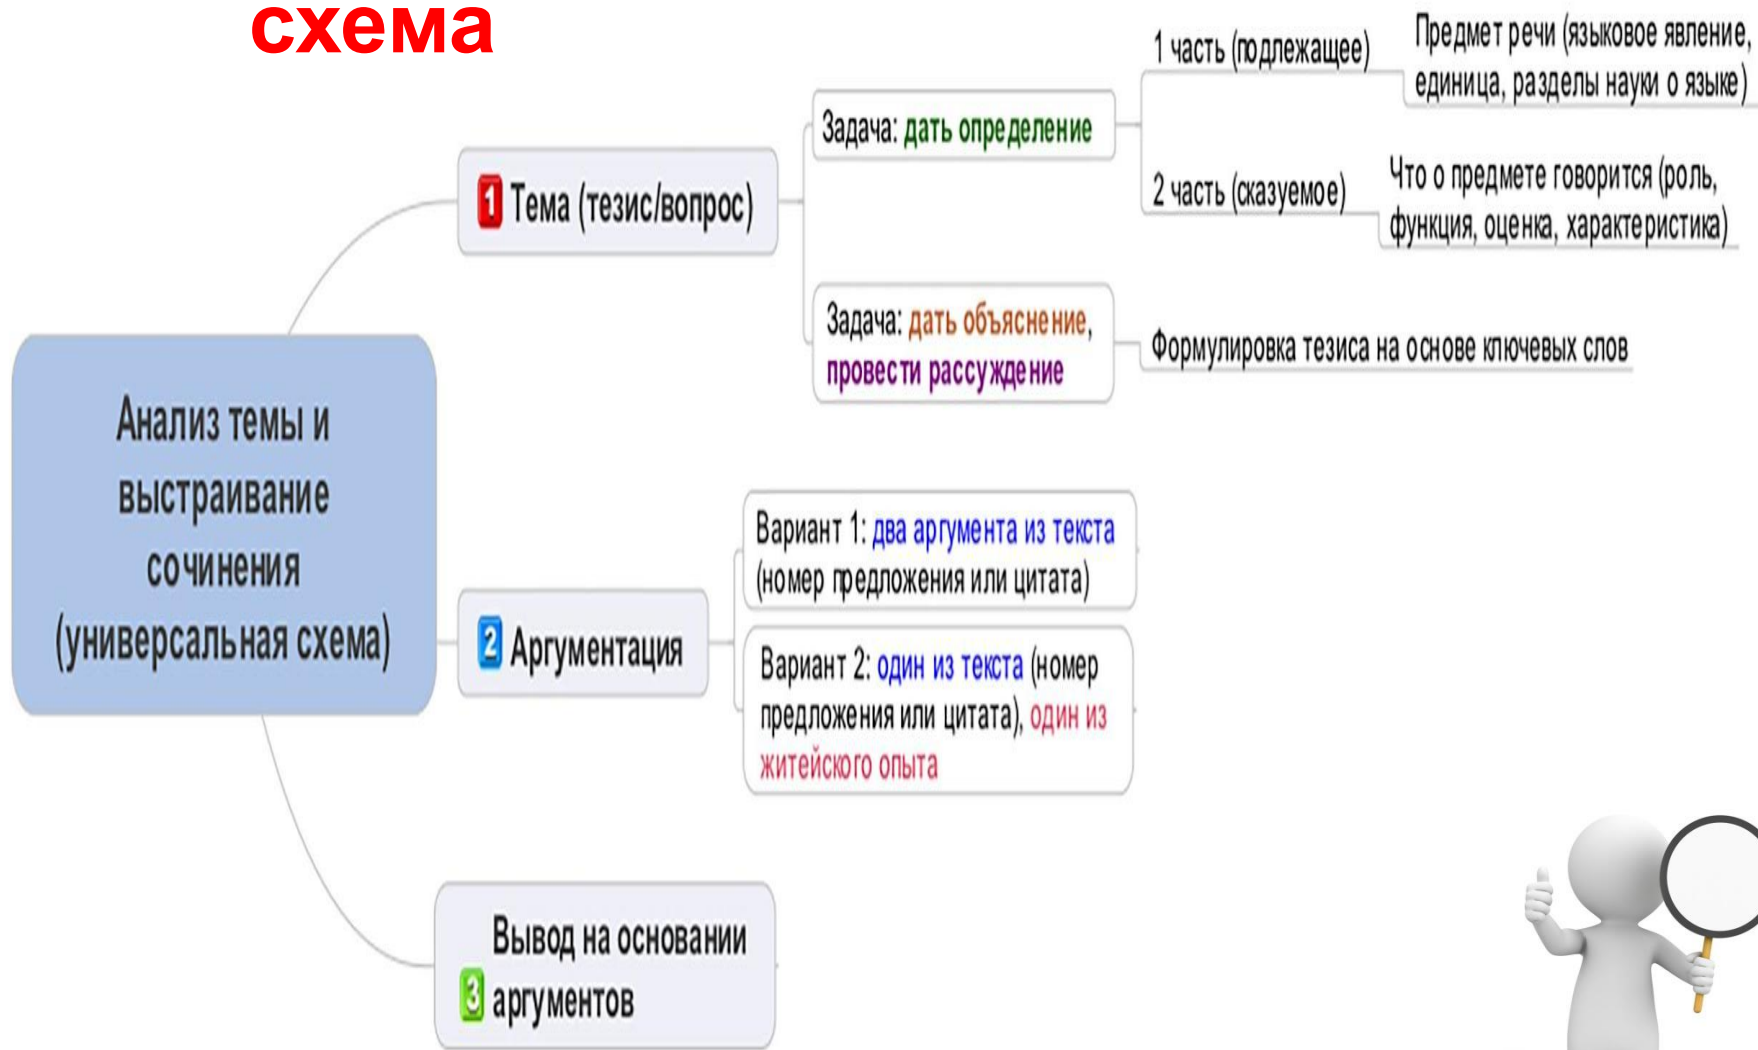 схема
Анализ темы и
выстраивание
сочинения
(универсальная схема)
1 Тема (тезис/вопрос)
Задача: дать определение
1 часть (подлежащее)
Предмет речи (языковое явление,
единица, разделы науки о языке)
2 часть (сказуемое)
Что о предмете говорится (роль,
функция, оценка, характеристика)
Задача: дать объяснение,
провести рассуждение
Формулировка тезиса на основе ключевых слов
2 Аргументация
Вариант 1: два аргумента из текста
(номер предложения или цитата)
Вариант 2: один из текста (номер
предложения или цитата), один из
житейского опыта
Вывод на основании
3 аргументов